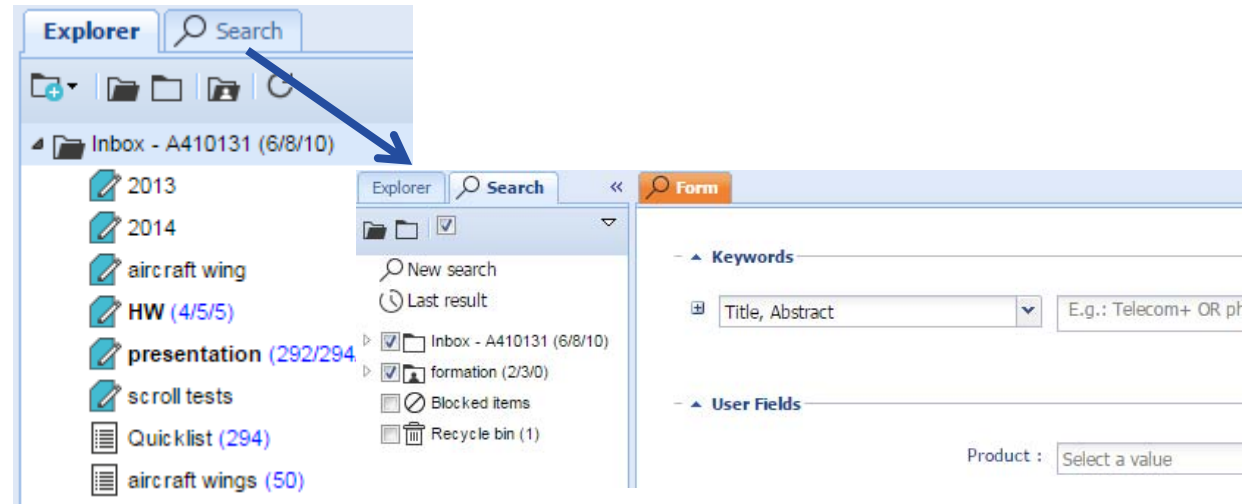 Explorer Search
Inbox - A410131 (6/8/10)
2013
2014
aircraft wing
HW (4/5/5)
presentation (292/294
scroll tests
Quicklist (294)
aircraft wings (50)
Explorer Search «
New search
Last result
Inbox - A410131 (6/8/10)
formation (2/3/0)
Blocked items
Recycle bin (1)
Form
Keywords
Title, Abstract E.g.: Telecom+ OR ph
User Fields
Product : Select a value